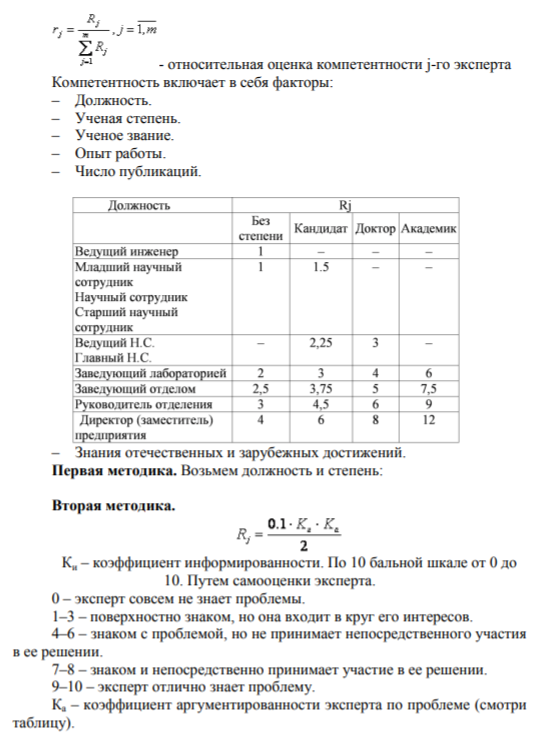 r_j = R_j / ∑_{j=1}^{m} R_j , j = \overline{1,m}
- относительная оценка компетентности j-го эксперта
Компетентность включает в себя факторы:
– Должность.
– Ученая степень.
– Ученое звание.
– Опыт работы.
– Число публикаций.
Должность Rj
Без степени Кандидат Доктор Академик
Ведущий инженер 1 – – –
Младший научный 1 1.5 – –
сотрудник
Научный сотрудник
Старший научный
сотрудник
Ведущий Н.С. – 2,25 3 –
Главный Н.С.
Заведующий лабораторией 2 3 4 6
Заведующий отделом 2,5 3,75 5 7,5
Руководитель отделения 3 4,5 6 9
Директор (заместитель) 4 6 8 12
предприятия
– Знания отечественных и зарубежных достижений.
Первая методика. Возьмем должность и степень:
Вторая методика.
R_j = 0.1 · K_a · K_a / 2
Kи – коэффициент информированности. По 10 бальной шкале от 0 до
10. Путем самооценки эксперта.
0 – эксперт совсем не знает проблемы.
1–3 – поверхностно знаком, но она входит в круг его интересов.
4–6 – знаком с проблемой, но не принимает непосредственного участия
в ее решении.
7–8 – знаком и непосредственно принимает участие в ее решении.
9–10 – эксперт отлично знает проблему.
Kа – коэффициент аргументированности эксперта по проблеме (смотри
таблицу).